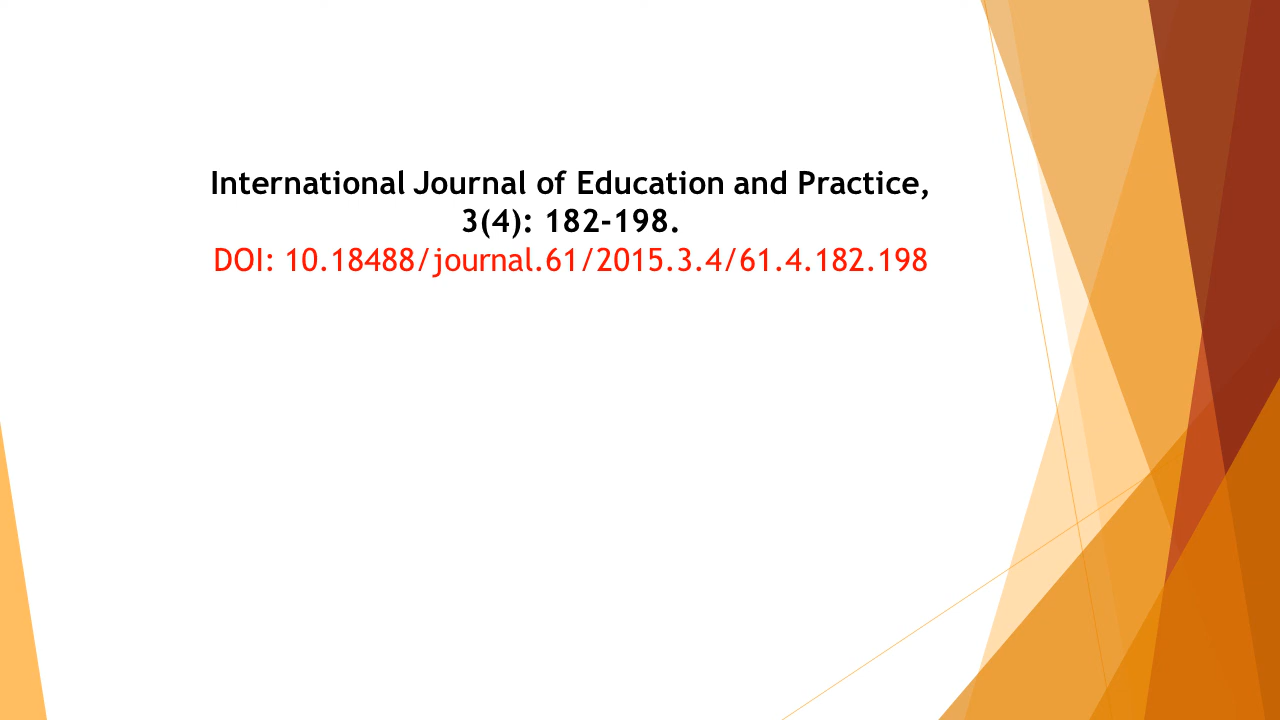 International Journal of Education and Practice,
3(4): 182-198.
DOI: 10.18488/journal.61/2015.3.4/61.4.182.198